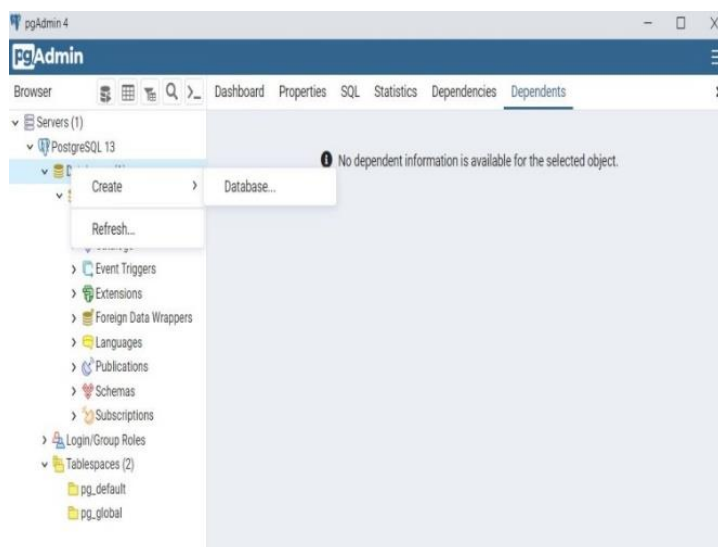 pgAdmin 4
pgAdmin
Browser
Dashboard Properties SQL Statistics Dependencies Dependents
Servers (1)
PostgreSQL 13
No dependent information is available for the selected object.
Create
Database...
Refresh...
Event Triggers
Extensions
Foreign Data Wrappers
Languages
Publications
Schemas
Subscriptions
Login/Group Roles
Tablespaces (2)
pg_default
pg_global